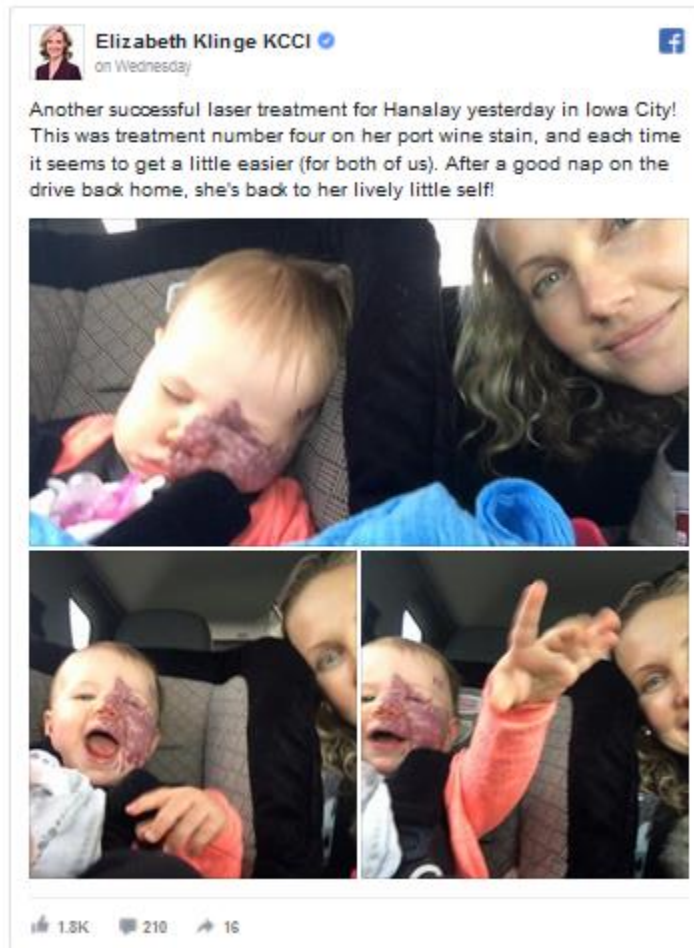 Elizabeth Klinge KCCI
on Wednesday
Another successful laser treatment for Hanalay yesterday in Iowa City!
This was treatment number four on her port wine stain, and each time
it seems to get a little easier (for both of us). After a good nap on the
drive back home, she's back to her lively little self!
1.8K 210 16